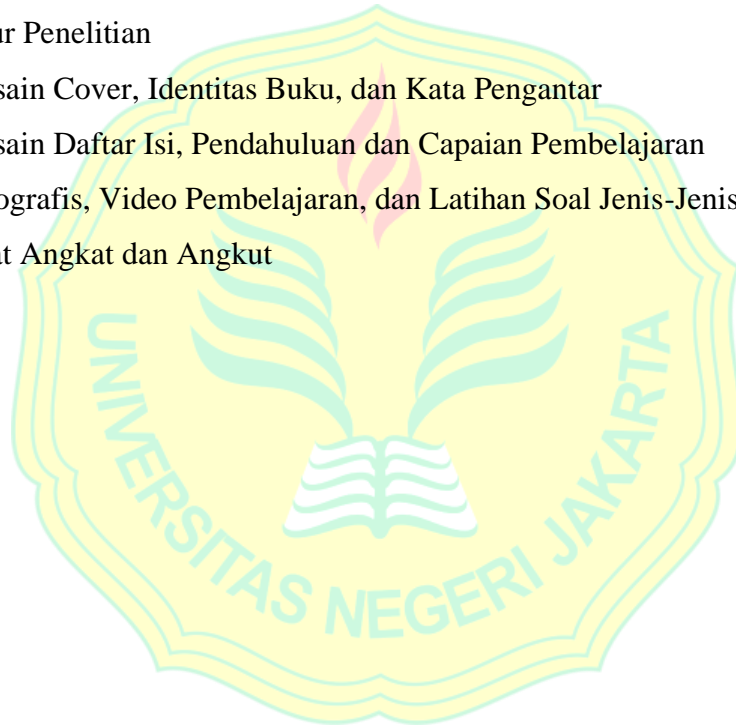 ur Penelitian
sain Cover, Identitas Buku, dan Kata Pengantar
sain Daftar Isi, Pendahuluan dan Capaian Pembelajaran
ografis, Video Pembelajaran, dan Latihan Soal Jenis-Jenis
at Angkat dan Angkut
UNIVERSITAS NEGERI JAKARTA